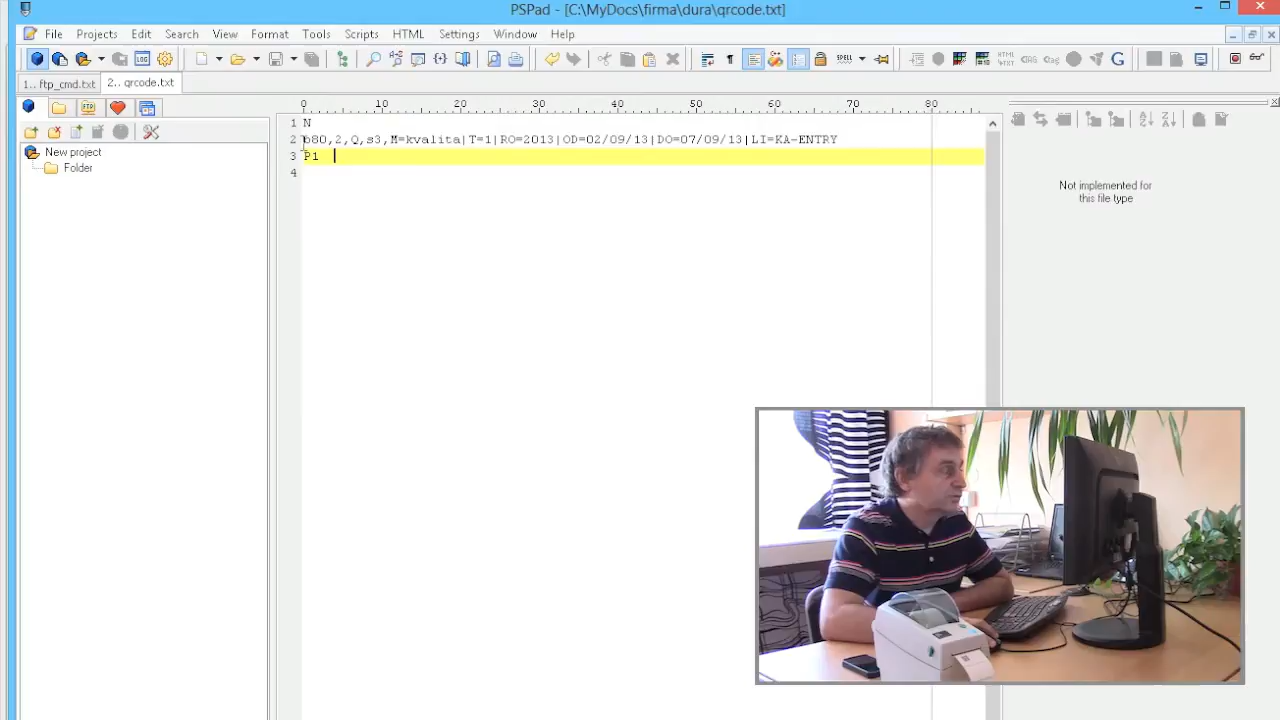 PSPad - [C:\MyDocs\firma\dura\qrcode.txt]
File Projects Edit Search View Format Tools Scripts HTML Settings Window Help
1.. ftp_cmd.txt 2.. qrcode.txt
0 10 20 30 40 50 60 70 80
1 N
2 b80,2,Q,s3,M=kvalita|T=1|RO=2013|OD=02/09/13|DO=07/09/13|LI=KA-ENTRY
3 P1
4
New project
Folder
Not implemented for
this file type